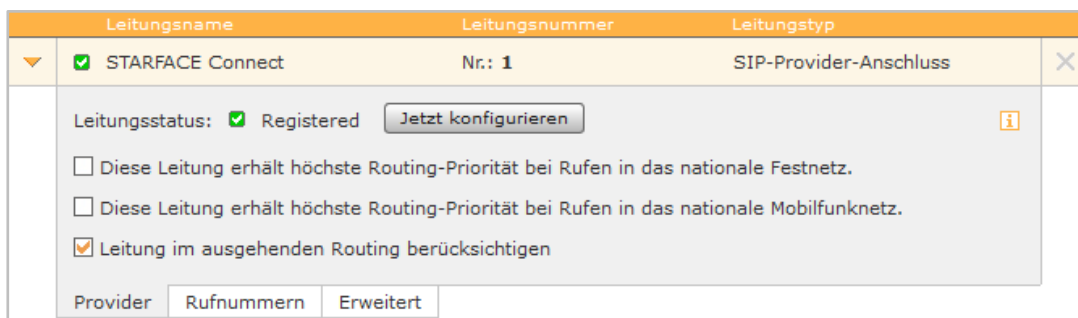 Leitungsname Leitungsnummer Leitungstyp
STARFACE Connect Nr.: 1 SIP-Provider-Anschluss
Leitungsstatus: Registered Jetzt konfigurieren
Diese Leitung erhält höchste Routing-Priorität bei Rufen in das nationale Festnetz.
Diese Leitung erhält höchste Routing-Priorität bei Rufen in das nationale Mobilfunknetz.
Leitung im ausgehenden Routing berücksichtigen
Provider Rufnummern Erweitert